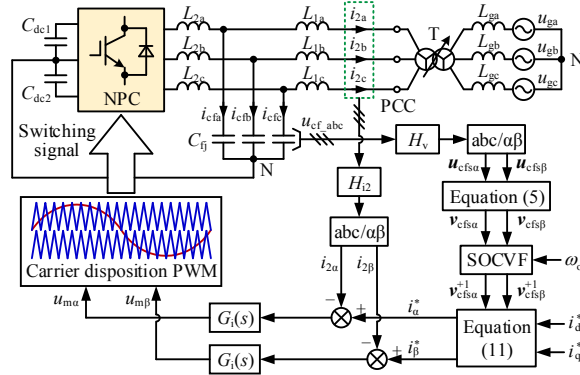 C_dc1
C_dc2
NPC
L_2a
L_2b
L_2c
L_1a
L_1b
L_1c
i_2a
i_2b
i_2c
PCC
T
L_ga
L_gb
L_gc
u_ga
u_gb
u_gc
N
i_cfa
i_cfb
i_cfc
C_fj
N
u_cf_abc
H_v
abc/αβ
Switching
signal
H_i2
abc/αβ
u_cfsα
u_cfsβ
Equation (5)
v_cfsα
v_cfsβ
SOCVF
v_cfsα^+1
v_cfsβ^+1
Equation
(11)
i_d^*
i_q^*
Carrier disposition PWM
i_2α
i_2β
u_mα
u_mβ
G_i(s)
G_i(s)
−
+
i_α^*
−
+
i_β^*